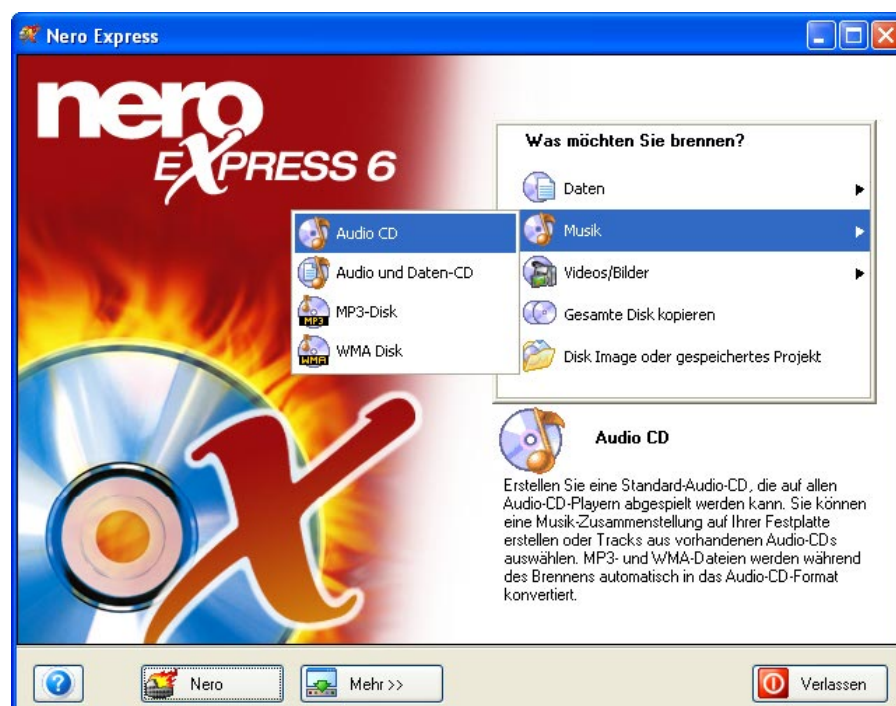 Nero Express
nero
EXPRESS 6
Was möchten Sie brennen?
Daten
Musik
Videos/Bilder
Gesamte Disk kopieren
Disk Image oder gespeichertes Projekt
Audio CD
Audio und Daten-CD
MP3
MP3-Disk
WMA
WMA Disk
Audio CD
Erstellen Sie eine Standard-Audio-CD, die auf allen
Audio-CD-Playern abgespielt werden kann. Sie können
eine Musik-Zusammenstellung auf Ihrer Festplatte
erstellen oder Tracks aus vorhandenen Audio-CDs
auswählen. MP3- und WMA-Dateien werden während
des Brennens automatisch in das Audio-CD-Format
konvertiert.
?
Nero
Mehr >>
Verlassen